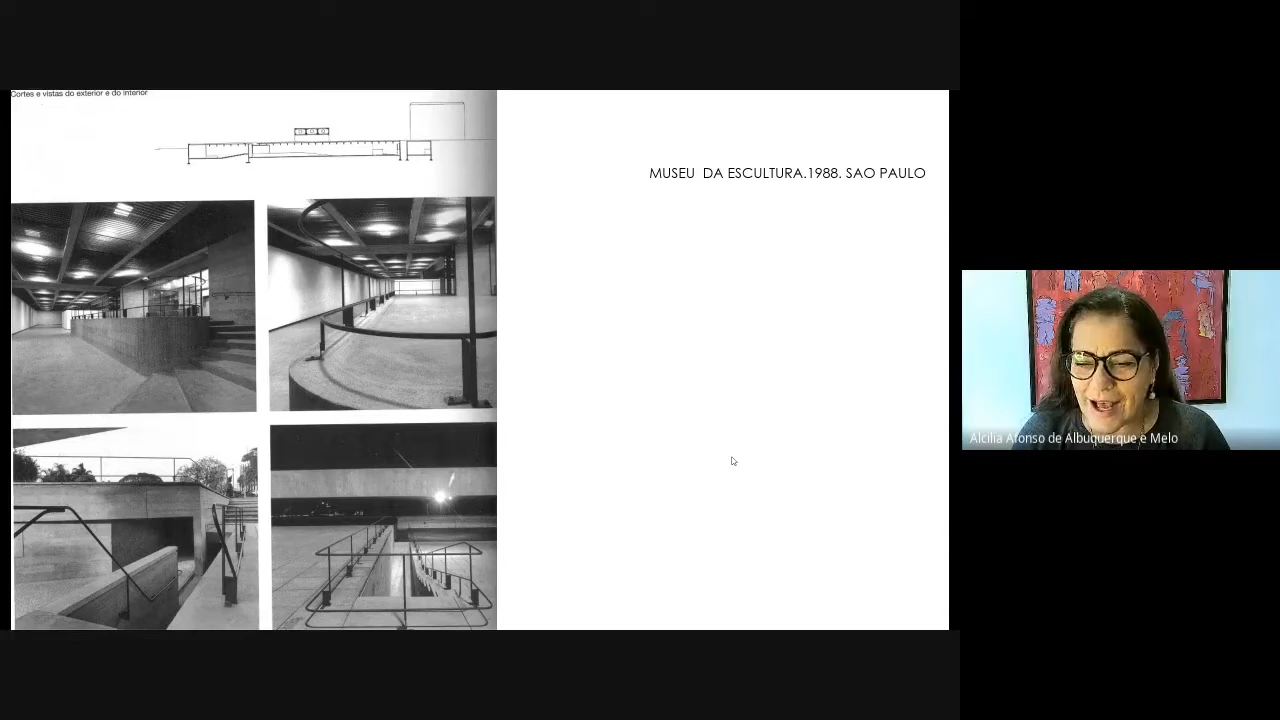 Cortes e vistas do exterior e do interior
MUSEU DA ESCULTURA.1988. SAO PAULO
Alcilia Afonso de Albuquerque e Melo